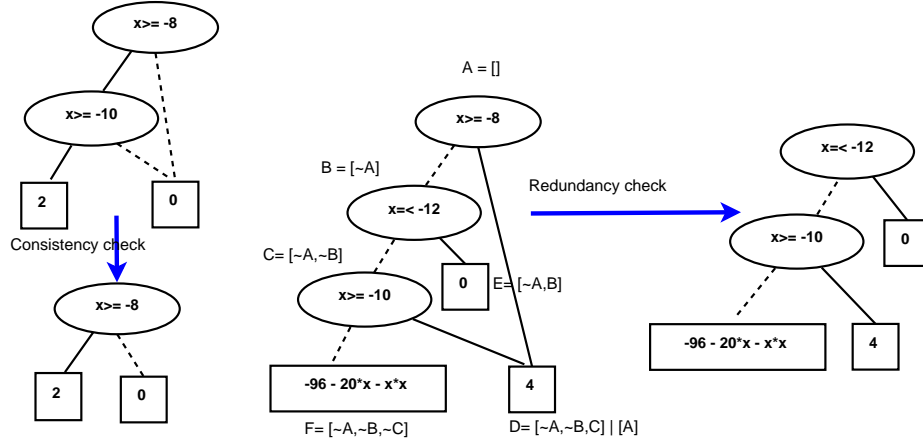 x>= -8
x>= -10
2
0
Consistency check
x>= -8
2
0
A = []
x>= -8
B = [~A]
x=< -12
C= [~A,~B]
0
E= [~A,B]
x>= -10
-96 - 20*x - x*x
4
F= [~A,~B,~C]
D= [~A,~B,C] | [A]
Redundancy check
x=< -12
0
x>= -10
-96 - 20*x - x*x
4